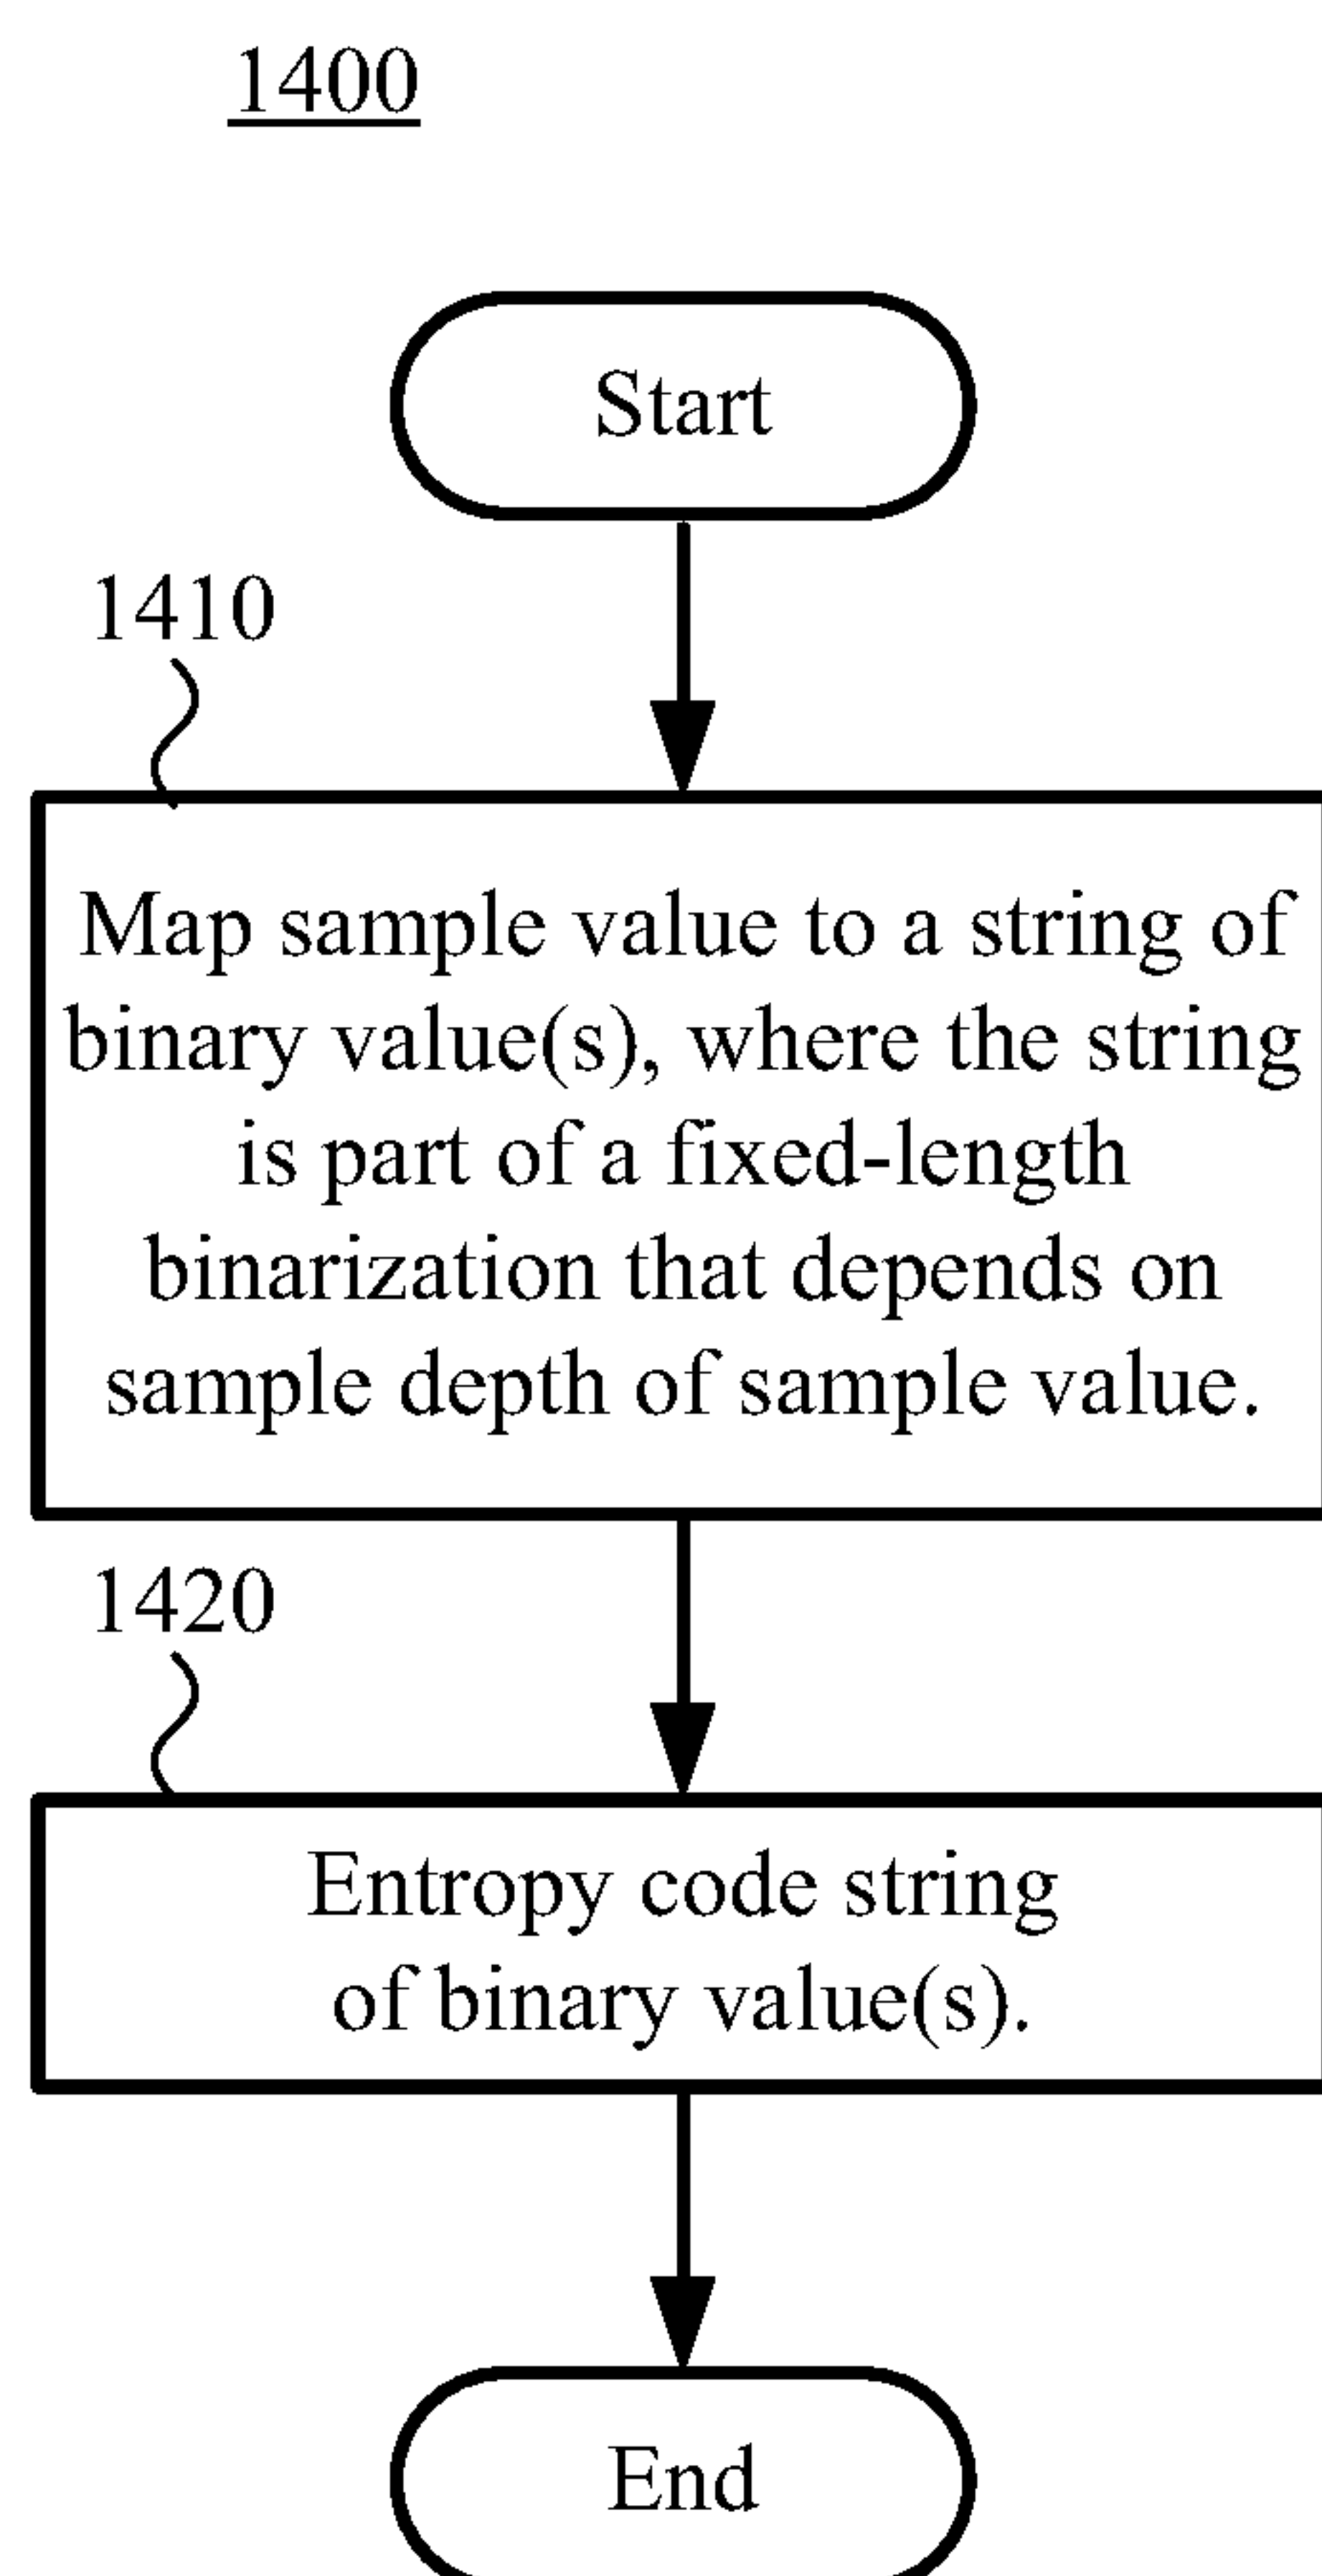 1400
Start
1410
Map sample value to a string of
binary value(s), where the string
is part of a fixed-length
binarization that depends on
sample depth of sample value.
1420
Entropy code string
of binary value(s).
End